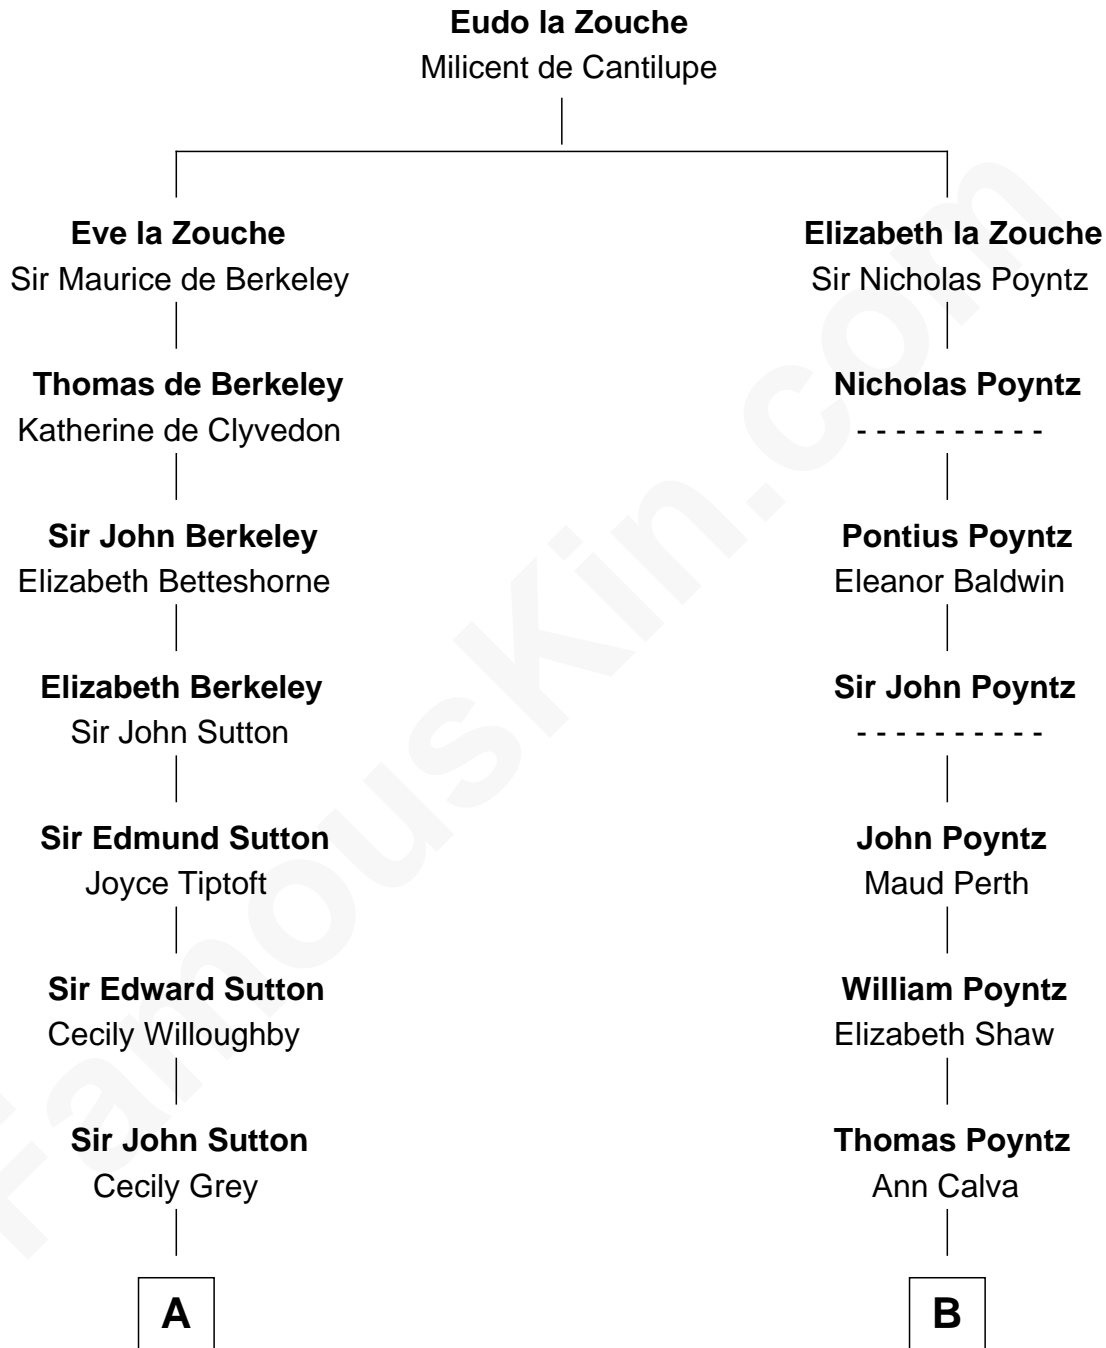 Eudo la Zouche
Milicent de Cantilupe
Eve la Zouche
Sir Maurice de Berkeley
Elizabeth la Zouche
Sir Nicholas Poyntz
Thomas de Berkeley
Katherine de Clyvedon
Nicholas Poyntz
- - - - - - - - - -
Sir John Berkeley
Elizabeth Betteshorne
Pontius Poyntz
Eleanor Baldwin
Elizabeth Berkeley
Sir John Sutton
Sir John Poyntz
- - - - - - - - - -
Sir Edmund Sutton
Joyce Tiptoft
John Poyntz
Maud Perth
Sir Edward Sutton
Cecily Willoughby
William Poyntz
Elizabeth Shaw
Sir John Sutton
Cecily Grey
Thomas Poyntz
Ann Calva
A
B
FamousKin.com